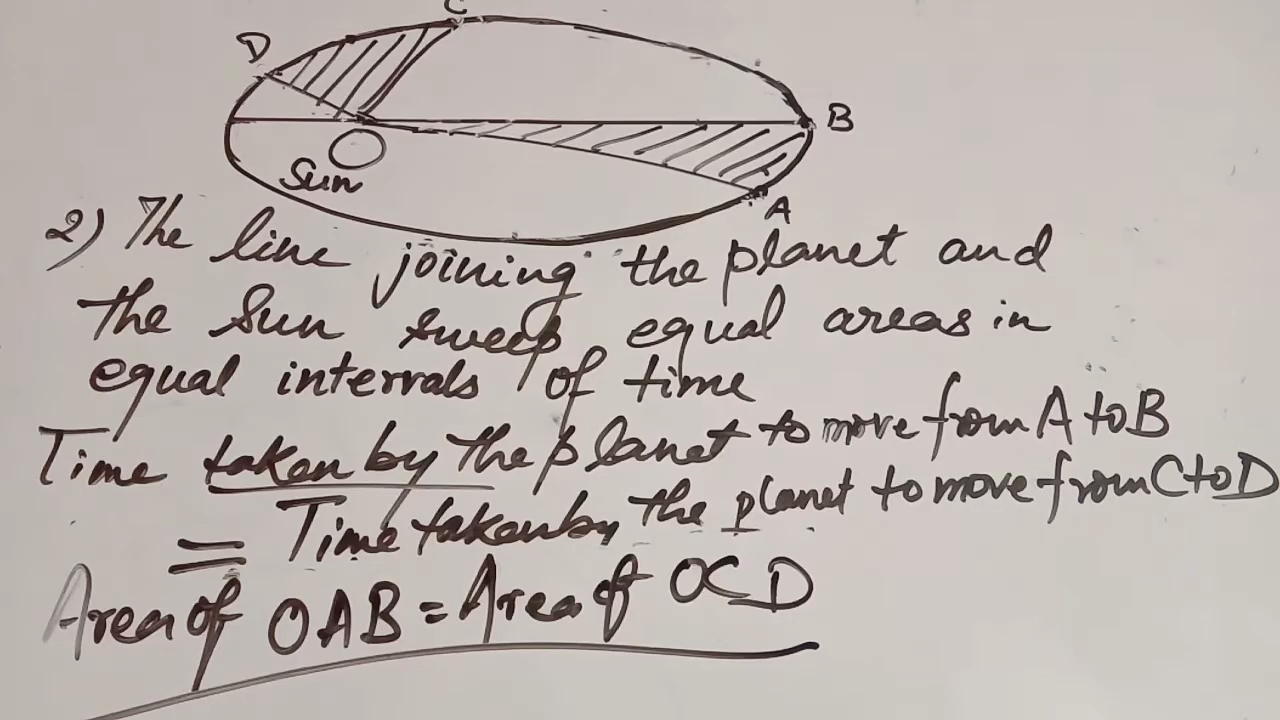 C
D
B
Sun
A
2) The line joining the planet and
the Sun sweep equal areas in
equal intervals of time
Time taken by the planet to move from A to B
= Time taken by the planet to move from C to D
Area of OAB = Area of OCD